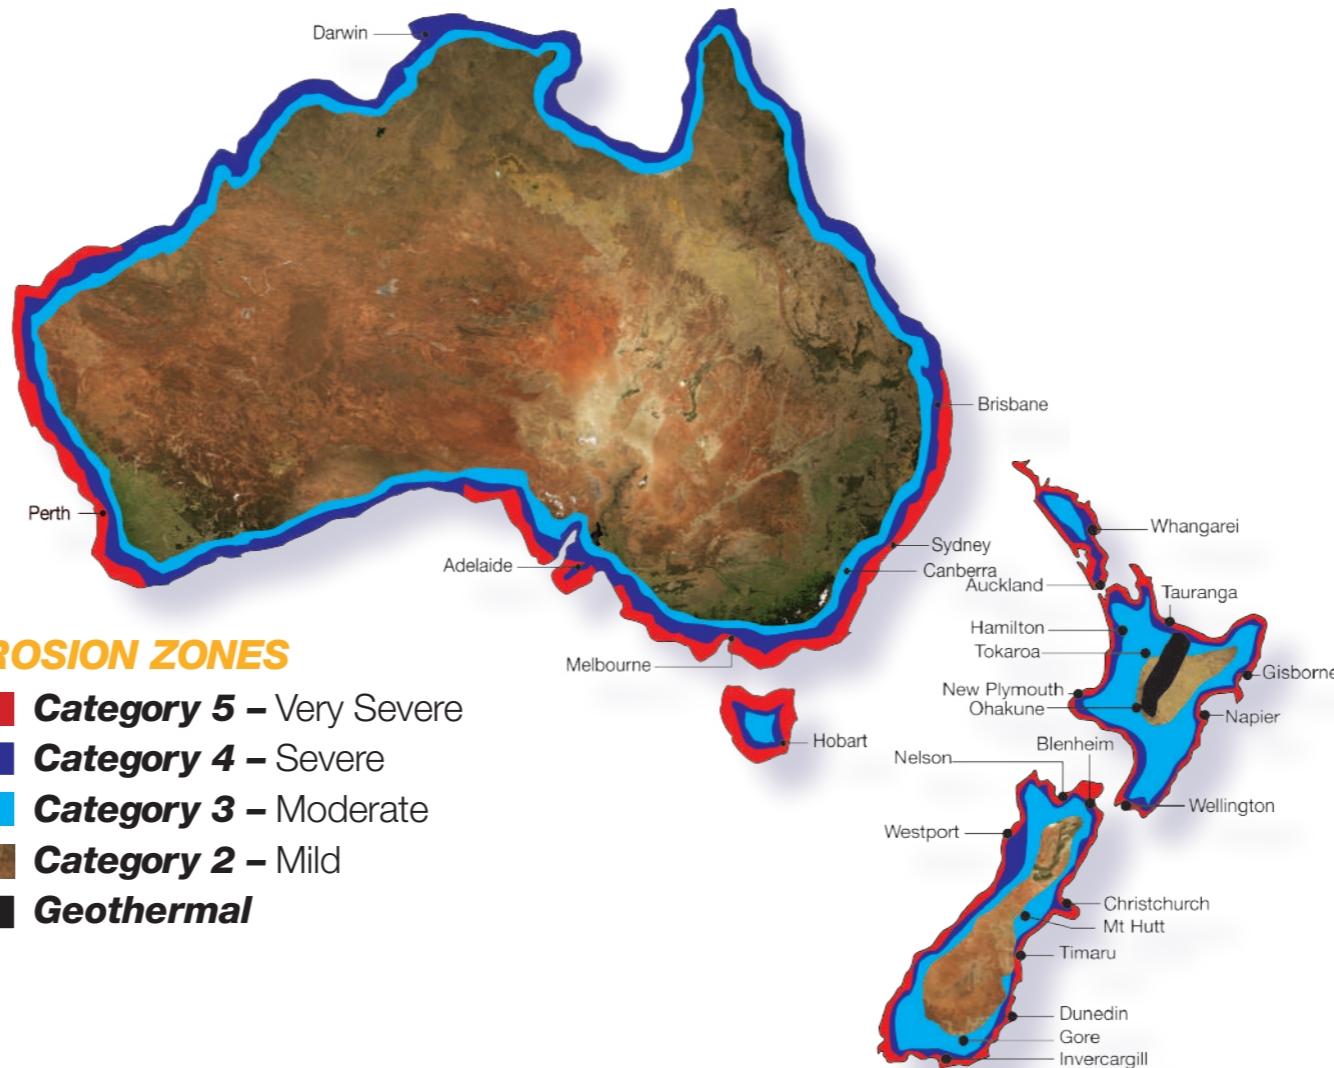 Darwin
Brisbane
Perth
Adelaide
Sydney
Canberra
Melbourne
Hobart
Whangarei
Auckland
Tauranga
Hamilton
Tokaroa
Gisborne
New Plymouth
Ohakune
Napier
Blenheim
Nelson
Wellington
Westport
Christchurch
Mt Hutt
Timaru
Dunedin
Gore
Invercargill
ROSION ZONES
Category 5 – Very Severe
Category 4 – Severe
Category 3 – Moderate
Category 2 – Mild
Geothermal